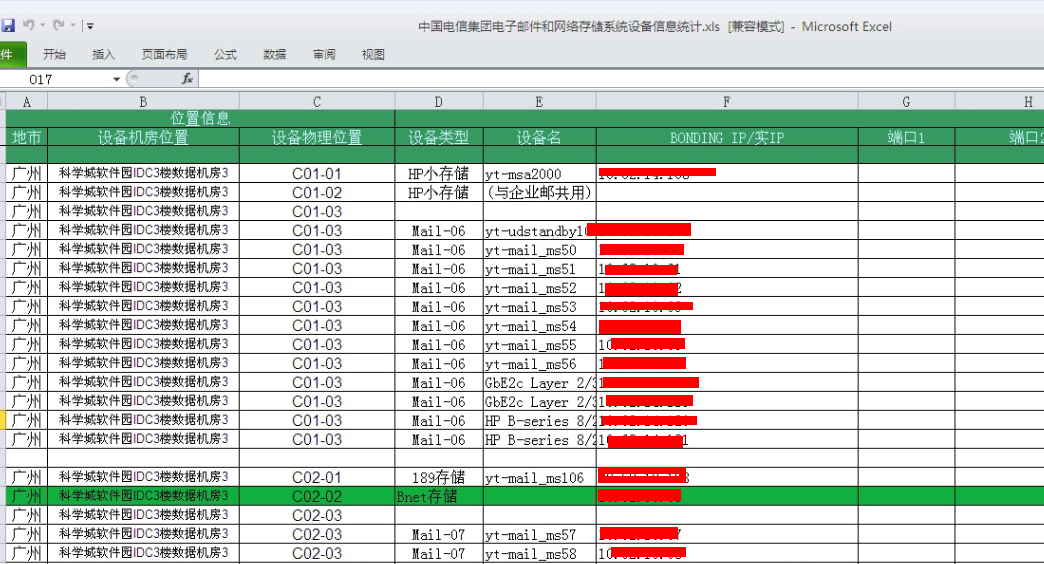 中国电信集团电子邮件和网络存储系统设备信息统计.xls [兼容模式] - Microsoft Excel
件 开始 插入 页面布局 公式 数据 审阅 视图
O17 fx
A B C D E F G H
位置信息
地市 设备机房位置 设备物理位置 设备类型 设备名 BONDING IP/实IP 端口1 端口2
广州 科学城软件园IDC3楼数据机房3 C01-01 HP小存储 yt-msa2000
广州 科学城软件园IDC3楼数据机房3 C01-02 HP小存储 (与企业邮共用)
广州 科学城软件园IDC3楼数据机房3 C01-03
广州 科学城软件园IDC3楼数据机房3 C01-03 Mail-06 yt-udstandby10
广州 科学城软件园IDC3楼数据机房3 C01-03 Mail-06 yt-mail_ms50
广州 科学城软件园IDC3楼数据机房3 C01-03 Mail-06 yt-mail_ms51
广州 科学城软件园IDC3楼数据机房3 C01-03 Mail-06 yt-mail_ms52
广州 科学城软件园IDC3楼数据机房3 C01-03 Mail-06 yt-mail_ms53
广州 科学城软件园IDC3楼数据机房3 C01-03 Mail-06 yt-mail_ms54
广州 科学城软件园IDC3楼数据机房3 C01-03 Mail-06 yt-mail_ms55
广州 科学城软件园IDC3楼数据机房3 C01-03 Mail-06 yt-mail_ms56
广州 科学城软件园IDC3楼数据机房3 C01-03 Mail-06 GbE2c Layer 2/3
广州 科学城软件园IDC3楼数据机房3 C01-03 Mail-06 GbE2c Layer 2/3
广州 科学城软件园IDC3楼数据机房3 C01-03 Mail-06 HP B-series 8/2
广州 科学城软件园IDC3楼数据机房3 C01-03 Mail-06 HP B-series 8/2
广州 科学城软件园IDC3楼数据机房3 C02-01 189存储 yt-mail_ms106
广州 科学城软件园IDC3楼数据机房3 C02-02 Bnet存储
广州 科学城软件园IDC3楼数据机房3 C02-03
广州 科学城软件园IDC3楼数据机房3 C02-03 Mail-07 yt-mail_ms57
广州 科学城软件园IDC3楼数据机房3 C02-03 Mail-07 yt-mail_ms58